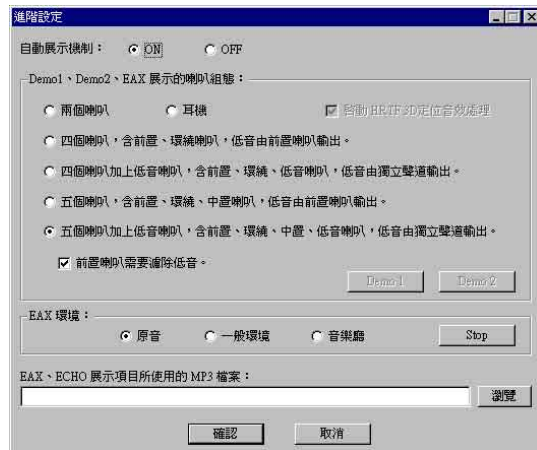 進階設定
自動展示機制： ON OFF
Demo1、Demo2、EAX 展示的喇叭組態：
兩個喇叭 耳機 啟動 HRTF 3D定位音效處理
四個喇叭，含前置、環繞喇叭，低音由前置喇叭輸出。
四個喇叭加上低音喇叭，含前置、環繞、低音喇叭，低音由獨立聲道輸出。
五個喇叭，含前置、環繞、中置喇叭，低音由前置喇叭輸出。
五個喇叭加上低音喇叭，含前置、環繞、中置、低音喇叭，低音由獨立聲道輸出。
前置喇叭需要濾除低音。
Demo 1 Demo 2
EAX 環境：
原音 一般環境 音樂廳 Stop
EAX、ECHO 展示項目所使用的 MP3 檔案：
瀏覽
確認 取消